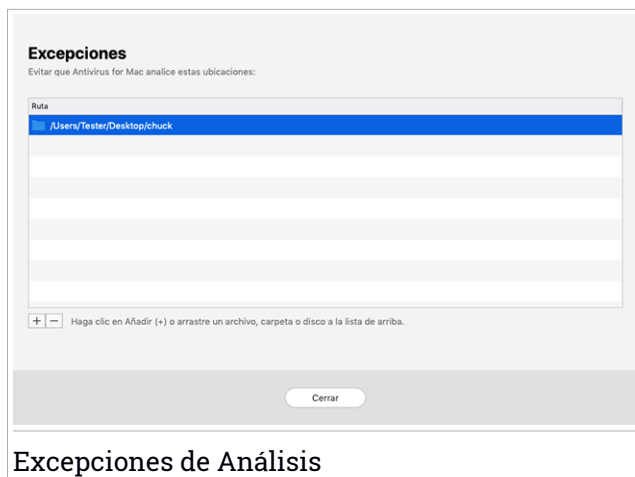 Excepciones
Evitar que Antivirus for Mac analice estas ubicaciones:
Ruta
/Users/Tester/Desktop/chuck
+ − Haga clic en Añadir (+) o arrastre un archivo, carpeta o disco a la lista de arriba.
Cerrar
Excepciones de Análisis